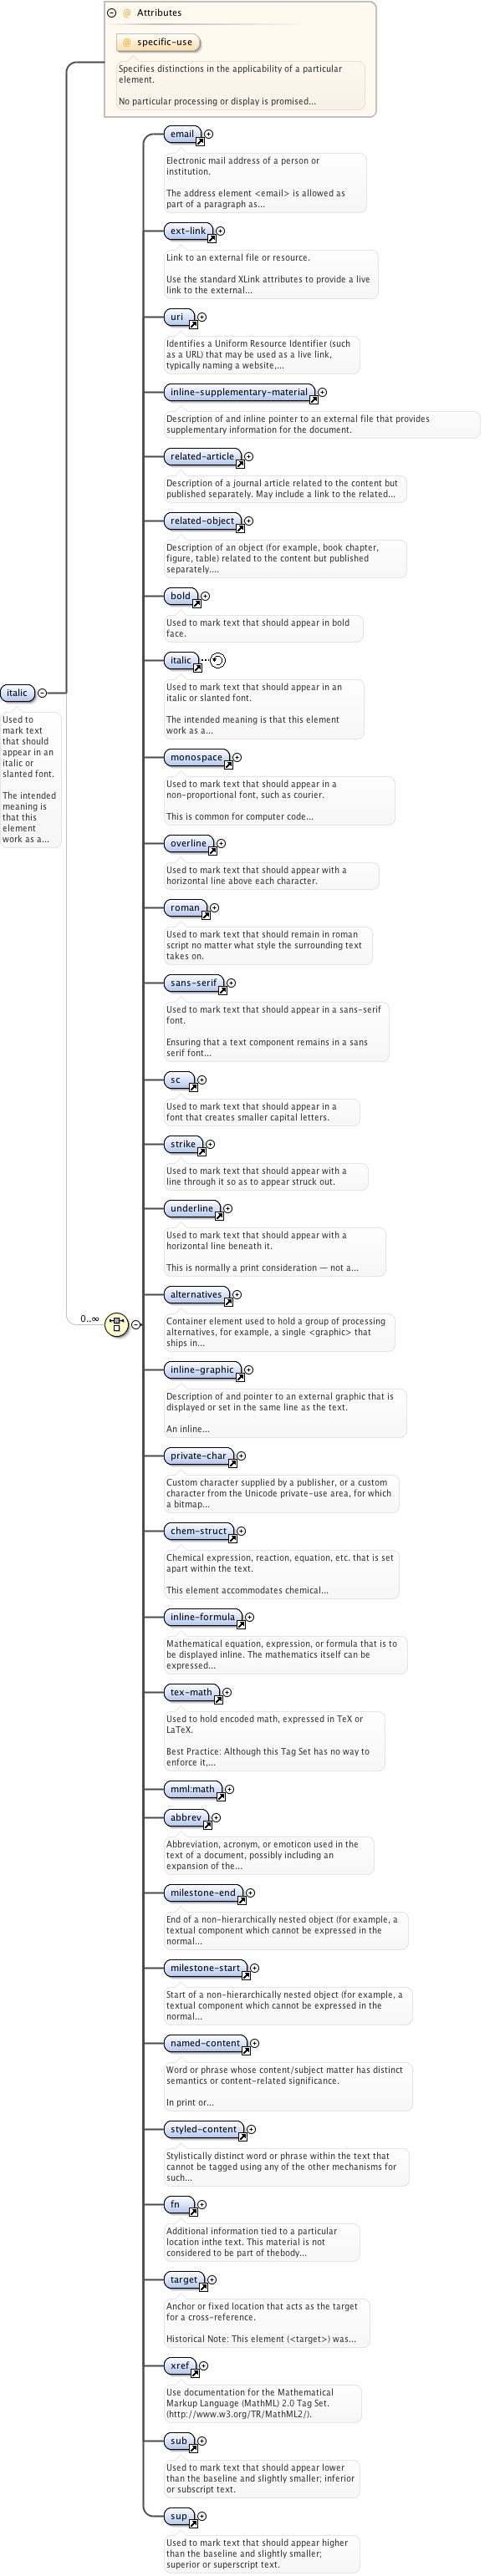 @ Attributes
@ specific-use
Specifies distinctions in the applicability of a particular
element.
No particular processing or display is promised...
email
Electronic mail address of a person or
institution.
The address element <email> is allowed as
part of a paragraph as...
ext-link
Link to an external file or resource.
Use the standard XLink attributes to provide a live
link to the external...
uri
Identifies a Uniform Resource Identifier (such
as a URL) that may be used as a live link,
typically naming a website,...
inline-supplementary-material
Description of and inline pointer to an external file that provides
supplementary information for the document.
related-article
Description of a journal article related to the content but
published separately. May include a link to the related...
related-object
Description of an object (for example, book chapter,
figure, table) related to the content but published
separately....
bold
Used to mark text that should appear in bold
face.
italic
Used to mark text that should appear in an
italic or slanted font.
The intended meaning is that this element
work as a...
italic
Used to
mark text
that should
appear in an
italic or
slanted font.
The intended
meaning is
that this
element
work as a...
monospace
Used to mark text that should appear in a
non-proportional font, such as courier.
This is common for computer code...
overline
Used to mark text that should appear with a
horizontal line above each character.
roman
Used to mark text that should remain in roman
script no matter what style the surrounding text
takes on.
sans-serif
Used to mark text that should appear in a sans-serif
font.
Ensuring that a text component remains in a sans
serif font...
sc
Used to mark text that should appear in a
font that creates smaller capital letters.
strike
Used to mark text that should appear with a
line through it so as to appear struck out.
underline
Used to mark text that should appear with a
horizontal line beneath it.
This is normally a print consideration — not a...
alternatives
0..∞
Container element used to hold a group of processing
alternatives, for example, a single <graphic> that
ships in...
inline-graphic
Description of and pointer to an external graphic that is
displayed or set in the same line as the text.
An inline...
private-char
Custom character supplied by a publisher, or a custom
character from the Unicode private-use area, for which
a bitmap...
chem-struct
Chemical expression, reaction, equation, etc. that is set
apart within the text.
This element accommodates chemical...
inline-formula
Mathematical equation, expression, or formula that is to
be displayed inline. The mathematics itself can be
expressed...
tex-math
Used to hold encoded math, expressed in TeX or
LaTeX.
Best Practice: Although this Tag Set has no way to
enforce it,...
mml:math
abbrev
Abbreviation, acronym, or emoticon used in the
text of a document, possibly including an
expansion of the...
milestone-end
End of a non-hierarchically nested object (for example, a
textual component which cannot be expressed in the
normal...
milestone-start
Start of a non-hierarchically nested object (for example, a
textual component which cannot be expressed in the
normal...
named-content
Word or phrase whose content/subject matter has distinct
semantics or content-related significance.
In print or...
styled-content
Stylistically distinct word or phrase within the text that
cannot be tagged using any of the other mechanisms for
such...
fn
Additional information tied to a particular
location inthe text. This material is not
considered to be part of thebody...
target
Anchor or fixed location that acts as the target
for a cross-reference.
Historical Note: This element (<target>) was...
xref
Use documentation for the Mathematical
Markup Language (MathML) 2.0 Tag Set.
(http://www.w3.org/TR/MathML2/).
sub
Used to mark text that should appear lower
than the baseline and slightly smaller; inferior
or subscript text.
sup
Used to mark text that should appear higher
than the baseline and slightly smaller;
superior or superscript text.